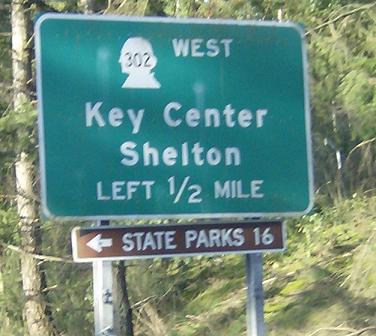 302 WEST
Key Center
Shelton
LEFT 1/2 MILE
STATE PARKS 16